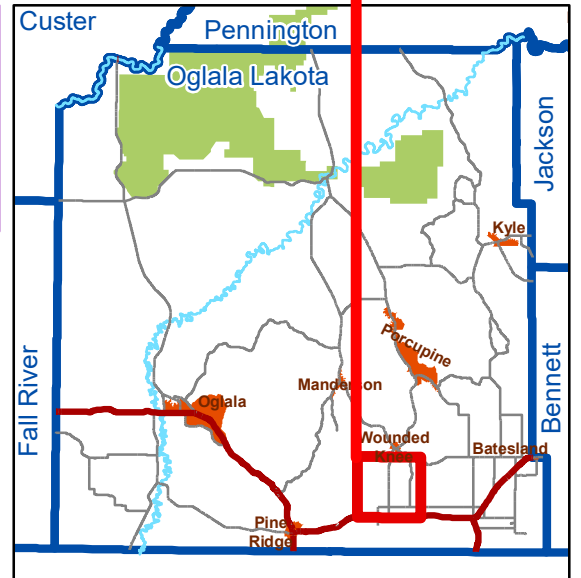 Custer
Pennington
Oglala Lakota
Jackson
Kyle
Porcupine
Manderson
Oglala
Fall River
Bennett
Wounded
Knee
Batesland
Pine
Ridge